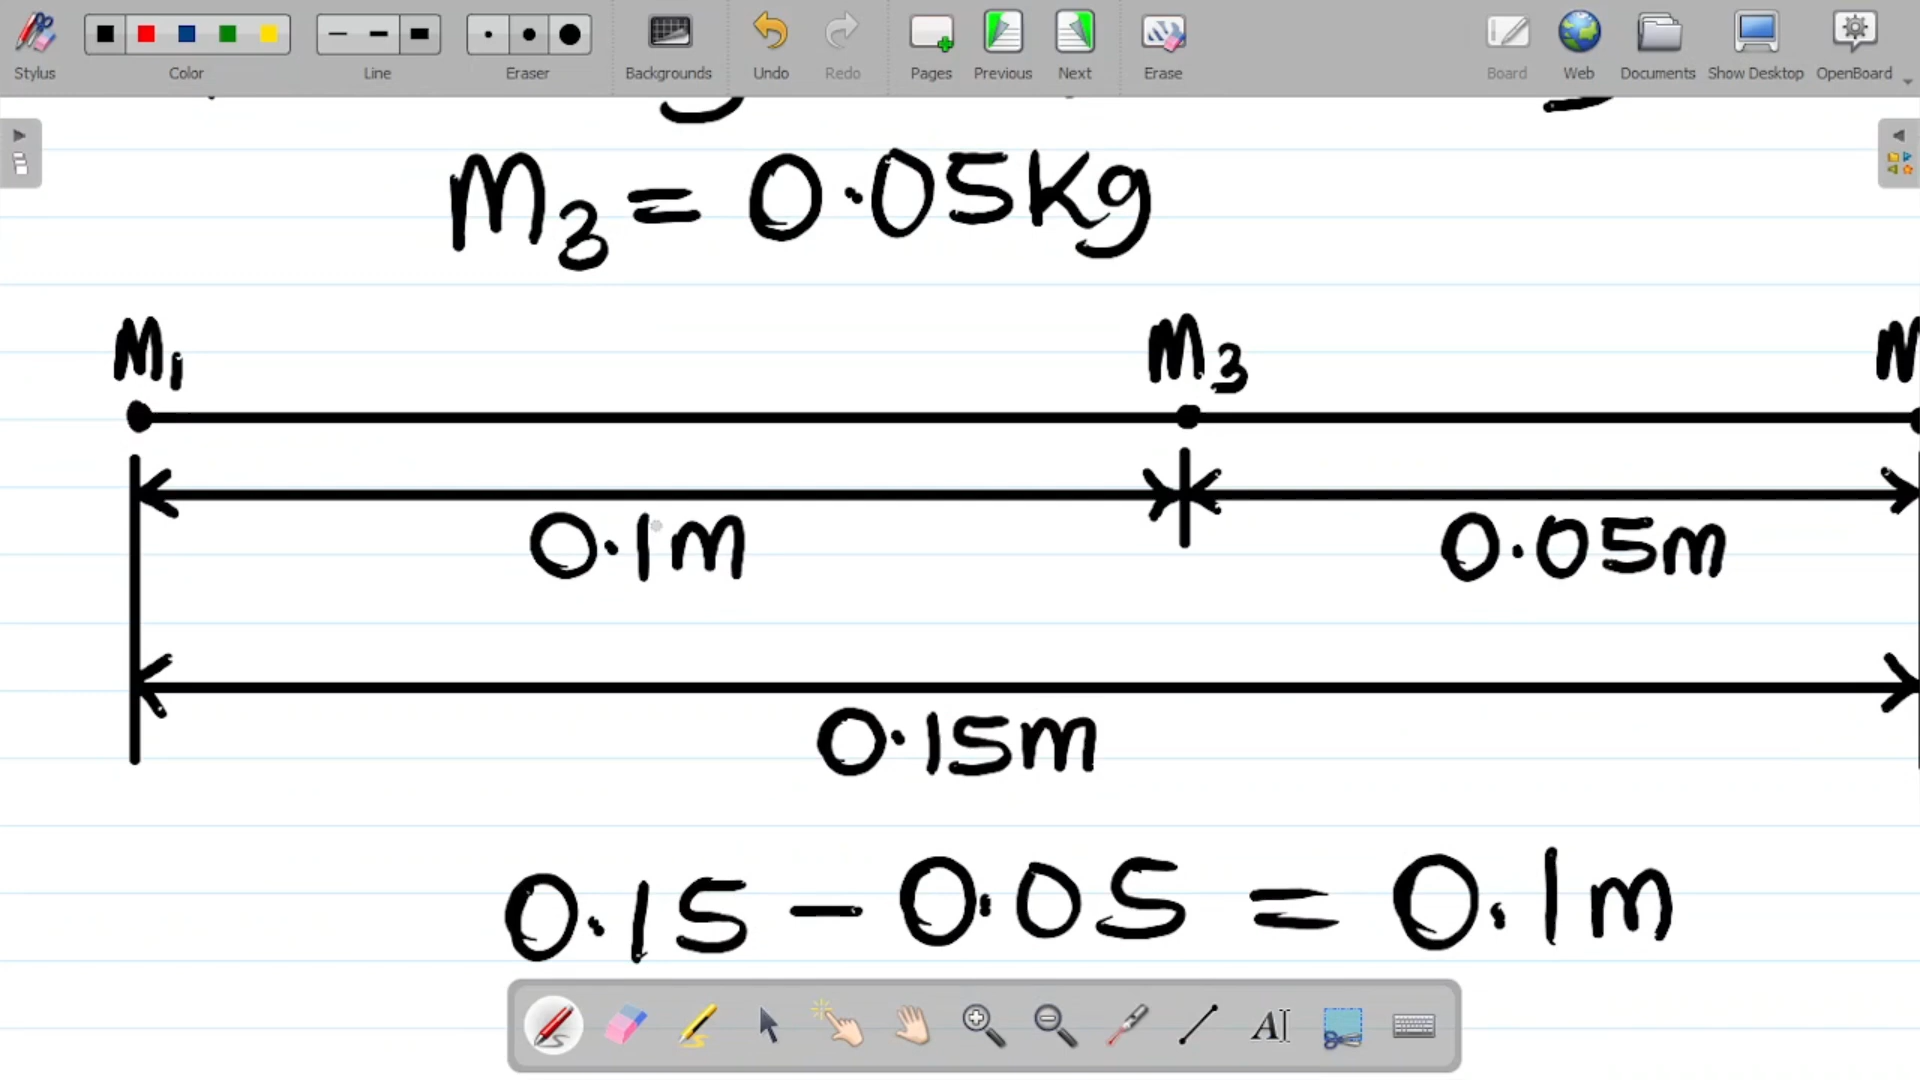 Stylus Color Line Eraser Backgrounds Undo Redo Pages Previous Next Erase Board Web Documents Show Desktop OpenBoard
M₃ = 0.05Kg
M₁ M₃
0.1m 0.05m
0.15m
0.15 - 0.05 = 0.1m